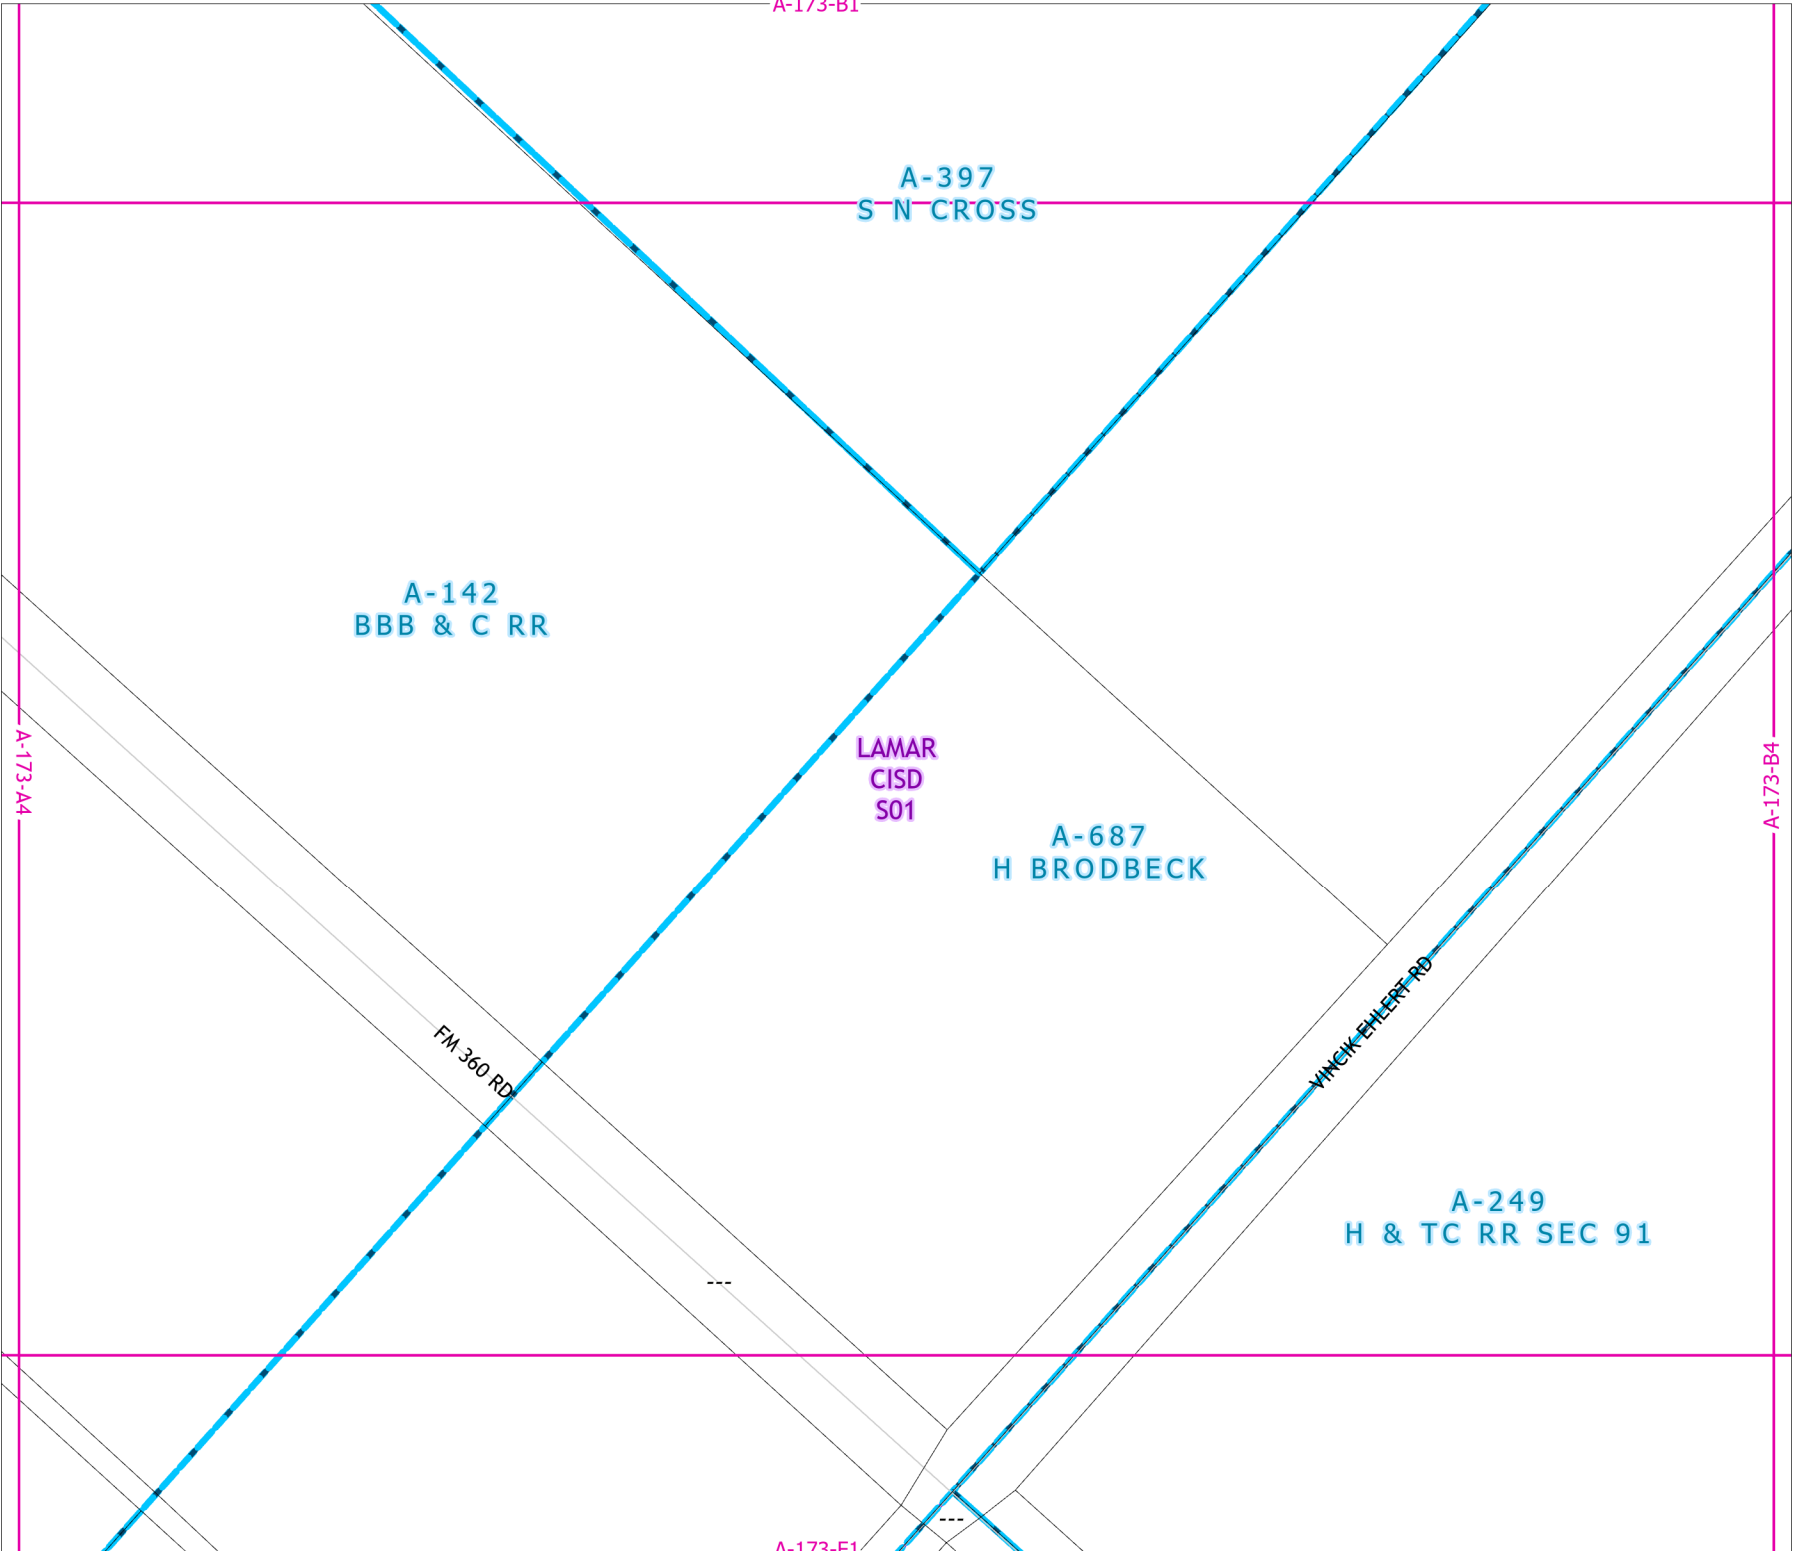 A-173-B1
A-397
S N CROSS
A-142
BBB & C RR
LAMAR
CISD
S01
A-173-A4
A-173-B4
A-687
H BRODBECK
VINCIK EHLERT RD
FM 360 RD
A-249
H & TC RR SEC 91
---
---
A-173-E1